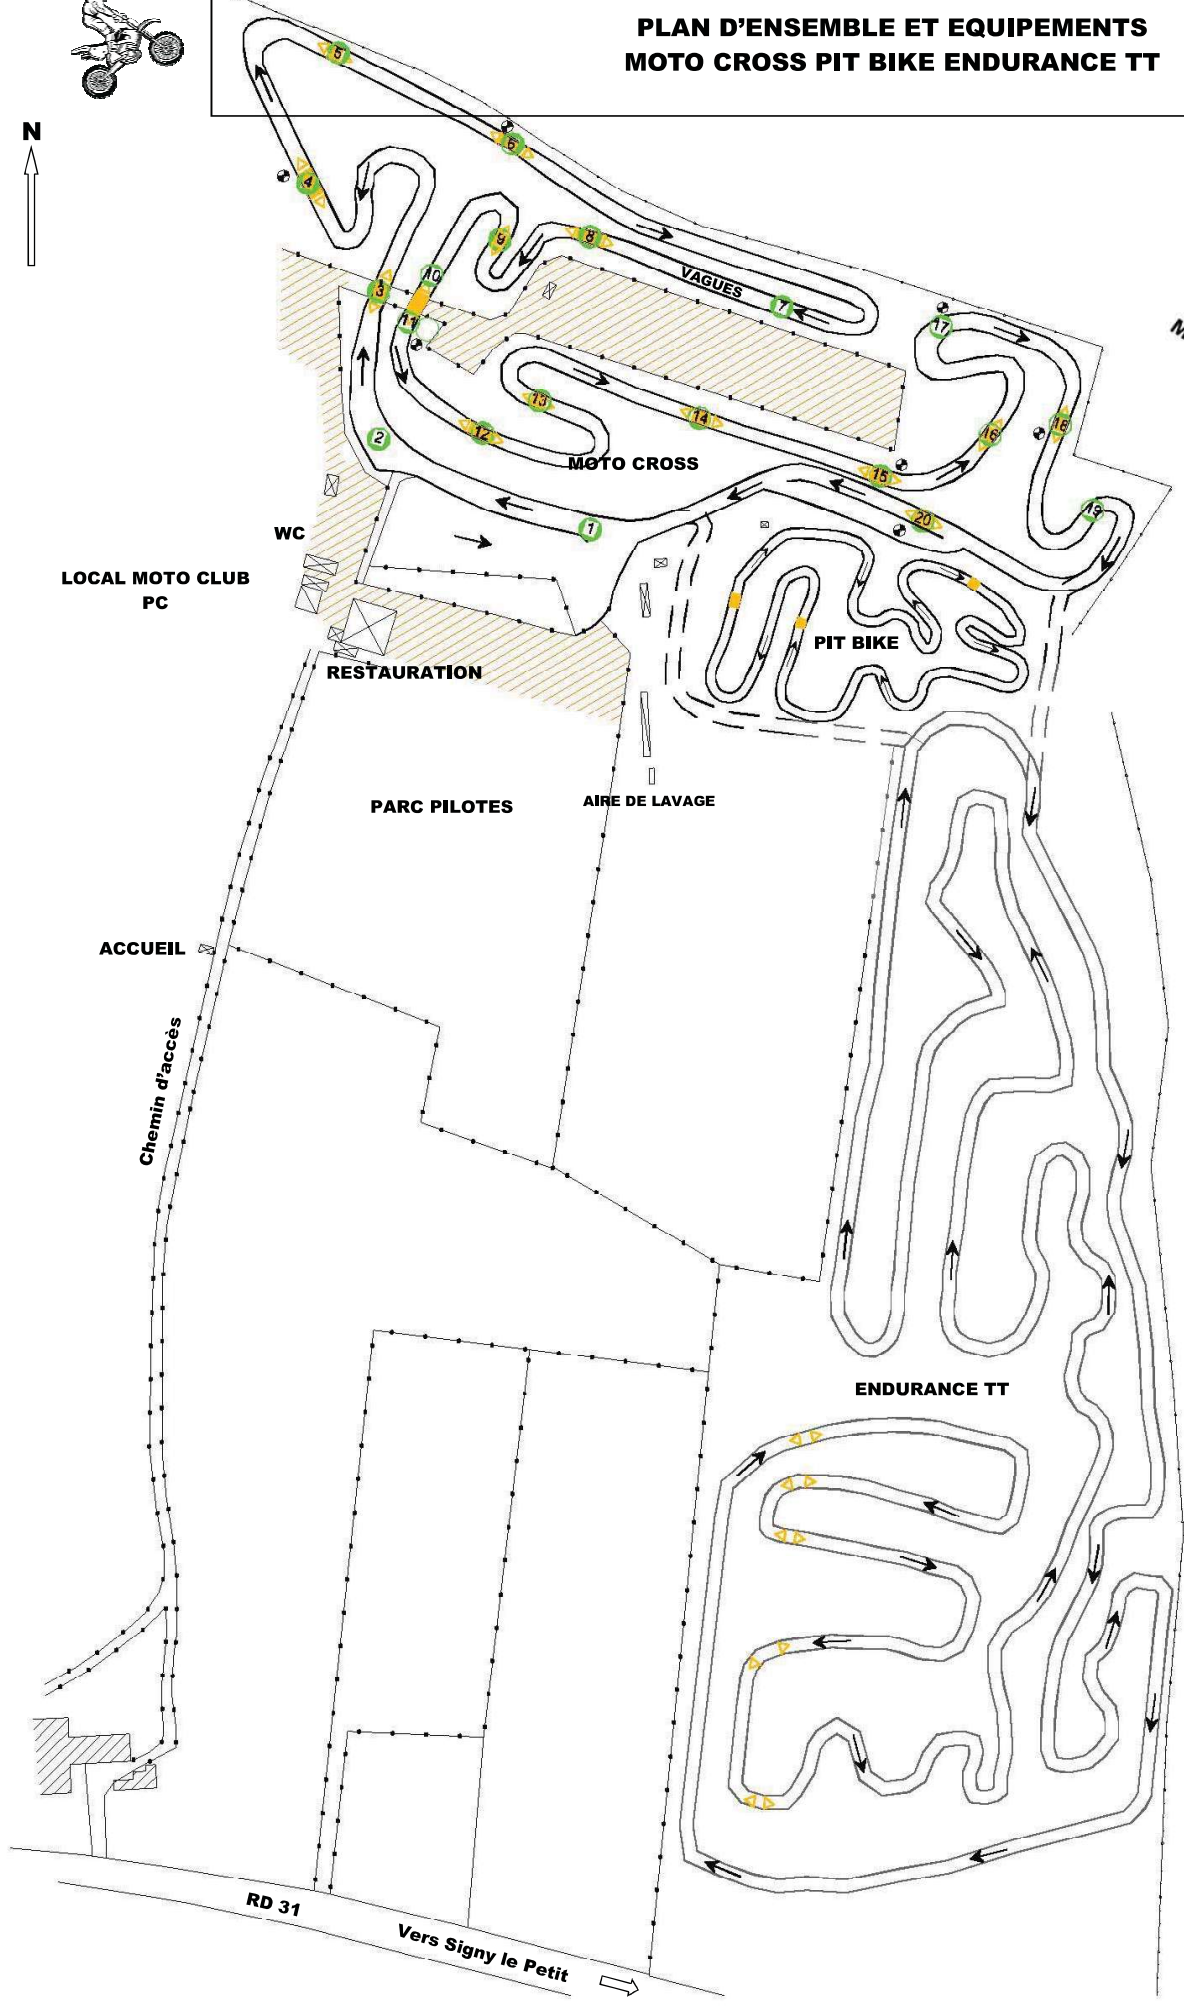 PLAN D'ENSEMBLE ET EQUIPEMENTS
MOTO CROSS PIT BIKE ENDURANCE TT
N
5
6
4
9
8
10
3
VAGUES
7
11
17
13
14
18
2
12
16
MOTO CROSS
15
19
1
20
WC
LOCAL MOTO CLUB
PC
PIT BIKE
RESTAURATION
PARC PILOTES
AIRE DE LAVAGE
ACCUEIL
Chemin d'accès
ENDURANCE TT
RD 31
Vers Signy le Petit